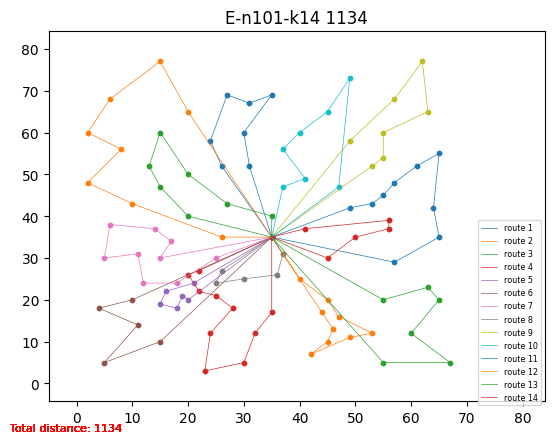 E-n101-k14 1134
80
70
60
50
40
30
20
10
0
route 1
route 2
route 3
route 4
route 5
route 6
route 7
route 8
route 9
route 10
route 11
route 12
route 13
route 14
0 10 20 30 40 50 60 70 80
Total distance: 1134